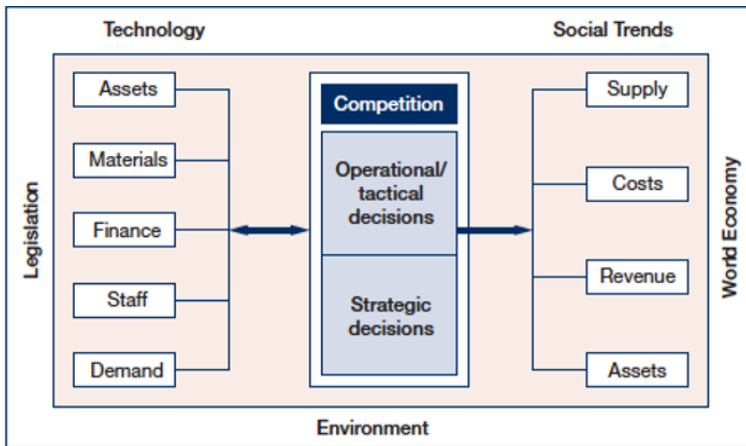 Technology
Social Trends
Legislation
Assets
Materials
Finance
Staff
Demand
Competition
Operational/
tactical
decisions
Strategic
decisions
Supply
Costs
Revenue
Assets
World Economy
Environment